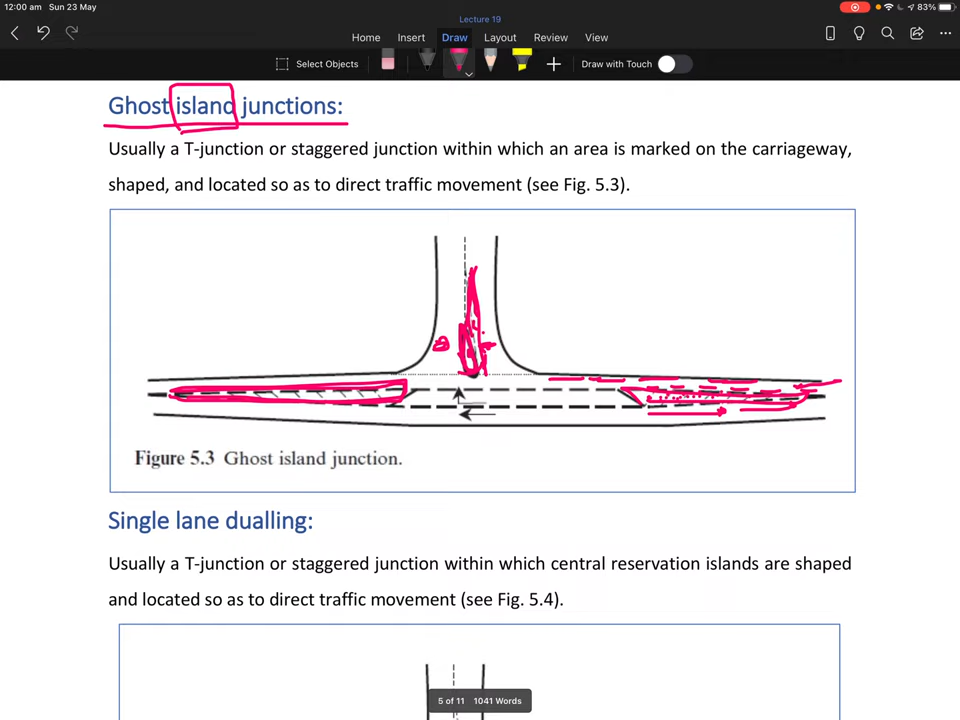 12:00 am Sun 23 May
83%
Lecture 19
Home Insert Draw Layout Review View
Select Objects
Draw with Touch
Ghost island junctions:
Usually a T-junction or staggered junction within which an area is marked on the carriageway,
shaped, and located so as to direct traffic movement (see Fig. 5.3).
Figure 5.3 Ghost island junction.
Single lane dualling:
Usually a T-junction or staggered junction within which central reservation islands are shaped
and located so as to direct traffic movement (see Fig. 5.4).
5 of 11 1041 Words